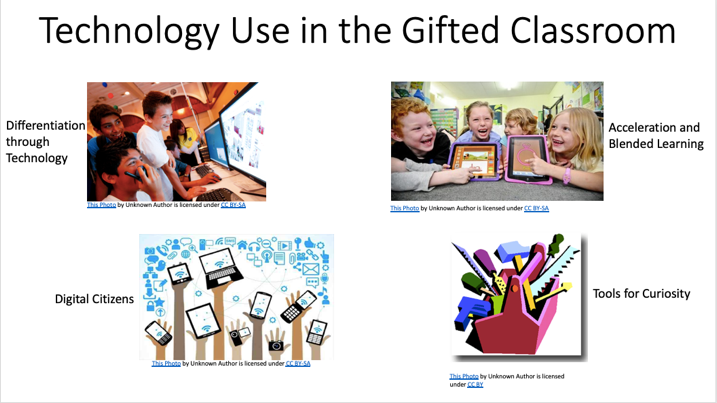 Technology Use in the Gifted Classroom
Differentiation
through
Technology
This Photo by Unknown Author is licensed under CC BY-SA
Acceleration and
Blended Learning
This Photo by Unknown Author is licensed under CC BY-SA
Digital Citizens
This Photo by Unknown Author is licensed under CC BY-SA
Tools for Curiosity
This Photo by Unknown Author is licensed
under CC BY